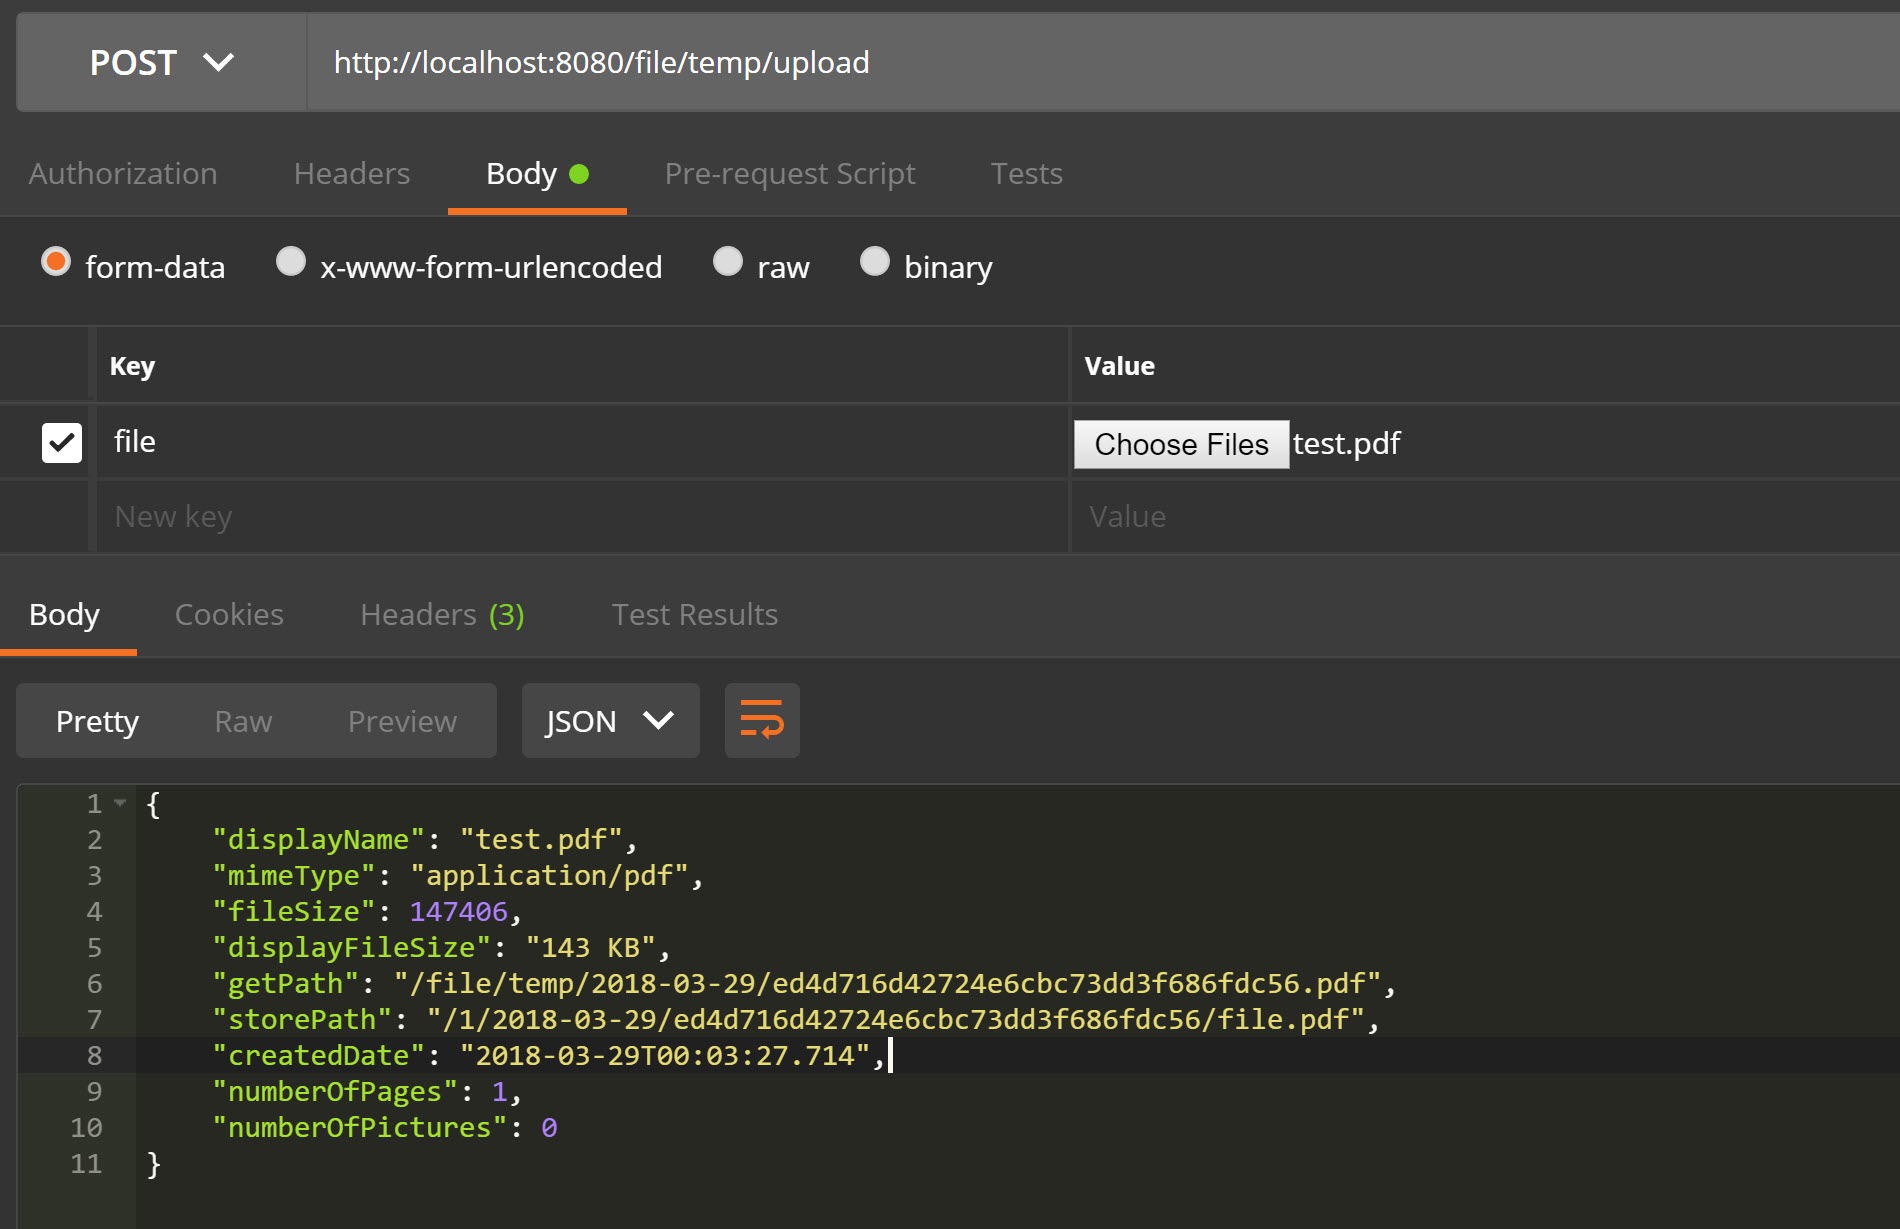 POST http://localhost:8080/file/temp/upload
Authorization Headers Body Pre-request Script Tests
form-data x-www-form-urlencoded raw binary
Key Value
file Choose Files test.pdf
New key Value
Body Cookies Headers (3) Test Results
Pretty Raw Preview JSON
1 {
2 "displayName": "test.pdf",
3 "mimeType": "application/pdf",
4 "fileSize": 147406,
5 "displayFileSize": "143 KB",
6 "getPath": "/file/temp/2018-03-29/ed4d716d42724e6cbc73dd3f686fdc56.pdf",
7 "storePath": "/1/2018-03-29/ed4d716d42724e6cbc73dd3f686fdc56/file.pdf",
8 "createdDate": "2018-03-29T00:03:27.714",
9 "numberOfPages": 1,
10 "numberOfPictures": 0
11 }